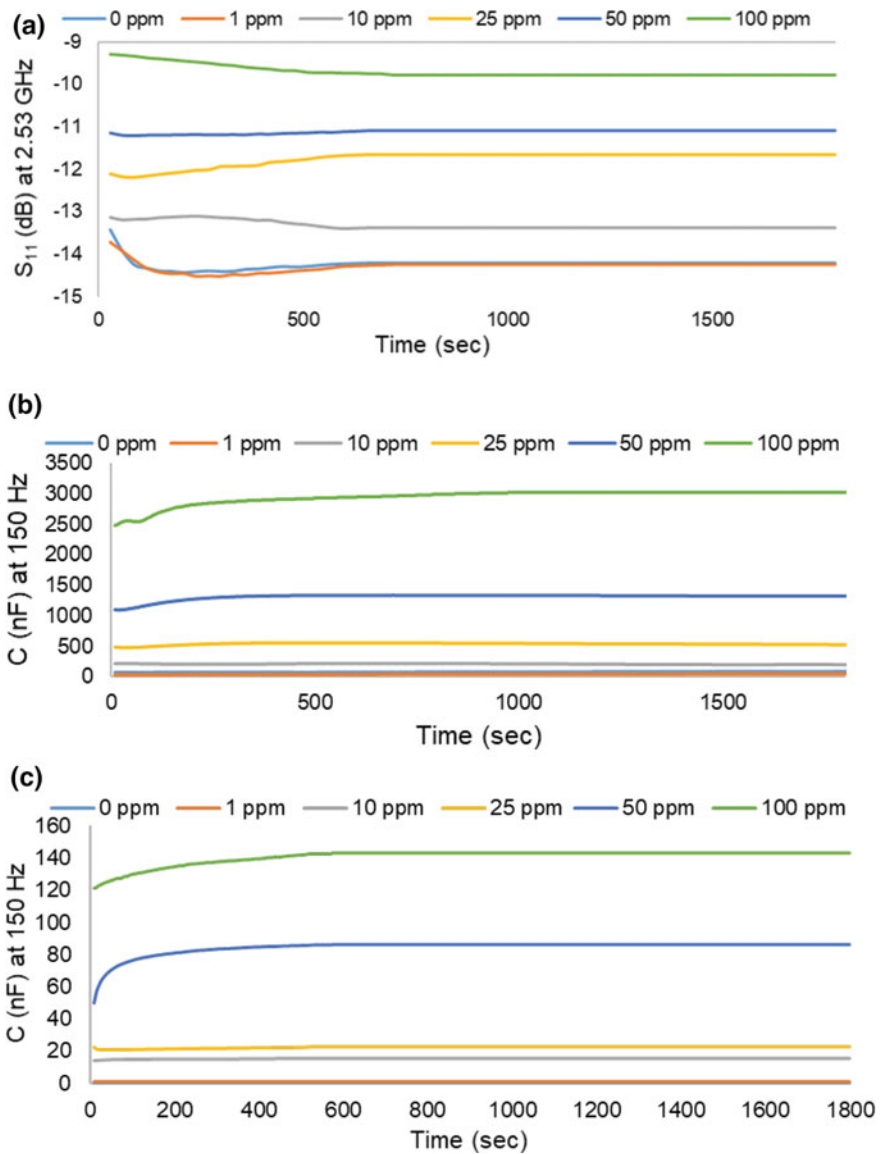 (a)
0 ppm 1 ppm 10 ppm 25 ppm 50 ppm 100 ppm
-9
-10
-11
-12
-13
-14
-15
S₁₁ (dB) at 2.53 GHz
0 500 1000 1500
Time (sec)
(b)
0 ppm 1 ppm 10 ppm 25 ppm 50 ppm 100 ppm
3500
3000
2500
2000
1500
1000
500
0
C (nF) at 150 Hz
0 500 1000 1500
Time (sec)
(c)
0 ppm 1 ppm 10 ppm 25 ppm 50 ppm 100 ppm
160
140
120
100
80
60
40
20
0
C (nF) at 150 Hz
0 200 400 600 800 1000 1200 1400 1600 1800
Time (sec)